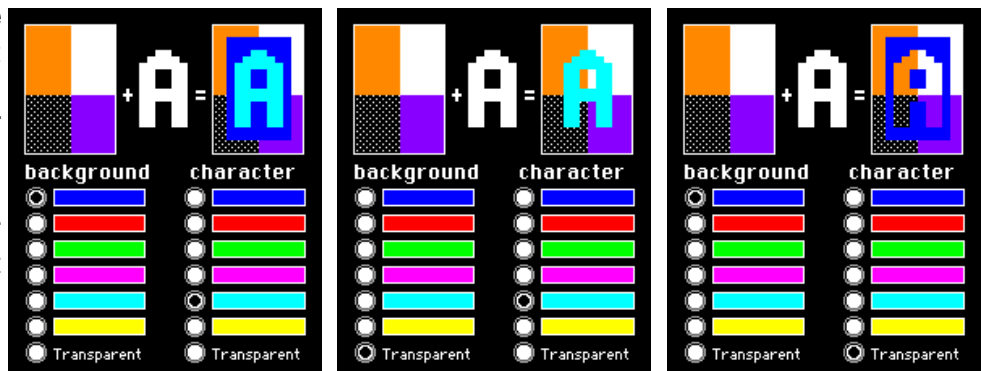 + A =
background character
Transparent Transparent
+ A =
background character
Transparent Transparent
+ A =
background character
Transparent Transparent